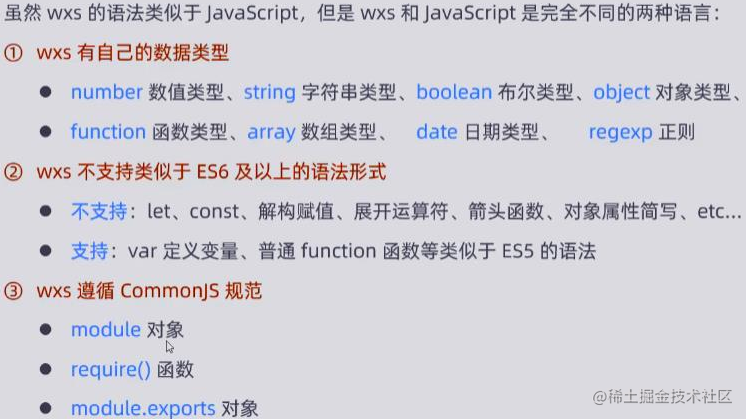 虽然 wxs 的语法类似于 JavaScript，但是 wxs 和 JavaScript 是完全不同的两种语言：
① wxs 有自己的数据类型
● number 数值类型、string 字符串类型、boolean 布尔类型、object 对象类型、
● function 函数类型、array 数组类型、 date 日期类型、 regexp 正则
② wxs 不支持类似于 ES6 及以上的语法形式
● 不支持：let、const、解构赋值、展开运算符、箭头函数、对象属性简写、etc...
● 支持：var 定义变量、普通 function 函数等类似于 ES5 的语法
③ wxs 遵循 CommonJS 规范
● module 对象
● require() 函数
● module.exports 对象
@稀土掘金技术社区